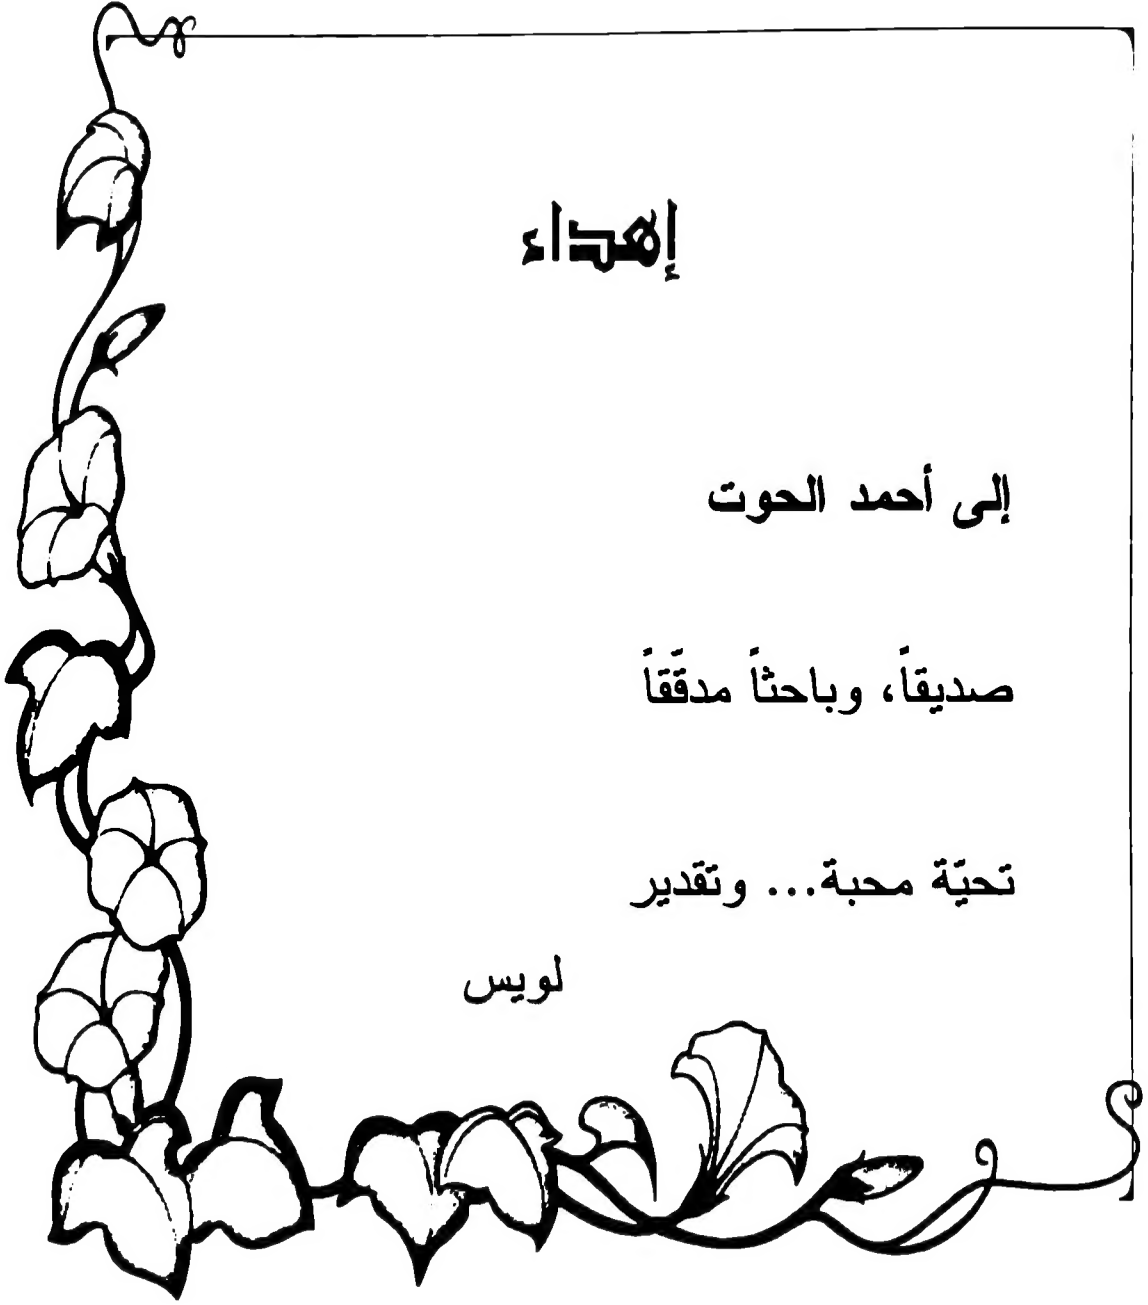 إهداء
إلى أحمد الحوت
صديقاً، وباحثاً مدقّقاً
تحيّة محبة... وتقدير
لويس